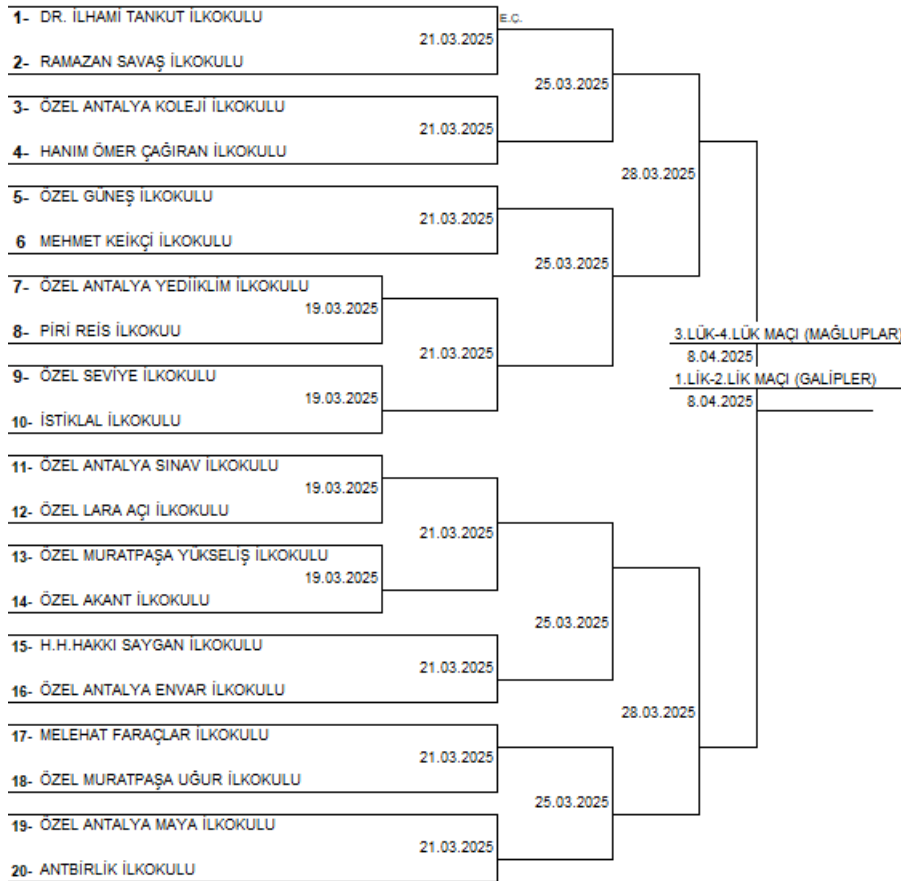 1- DR. İLHAMİ TANKUT İLKOKULU
E.Ç.
21.03.2025
2- RAMAZAN SAVAŞ İLKOKULU
25.03.2025
3- ÖZEL ANTALYA KOLEJİ İLKOKULU
21.03.2025
4- HANIM ÖMER ÇAĞIRAN İLKOKULU
28.03.2025
5- ÖZEL GÜNEŞ İLKOKULU
21.03.2025
6 MEHMET KEİKÇİ İLKOKULU
25.03.2025
7- ÖZEL ANTALYA YEDİİKLİM İLKOKULU
19.03.2025
8- PİRİ REİS İLKOKUU
3.LÜK-4.LÜK MAÇI (MAĞLUPLAR)
21.03.2025
8.04.2025
9- ÖZEL SEVİYE İLKOKULU
1.LİK-2.LİK MAÇI (GALİPLER)
19.03.2025
8.04.2025
10- İSTİKLAL İLKOKULU
11- ÖZEL ANTALYA SINAV İLKOKULU
19.03.2025
12- ÖZEL LARA AÇI İLKOKULU
21.03.2025
13- ÖZEL MURATPAŞA YÜKSELİŞ İLKOKULU
19.03.2025
14- ÖZEL AKANT İLKOKULU
25.03.2025
15- H.H.HAKKI SAYGAN İLKOKULU
21.03.2025
16- ÖZEL ANTALYA ENVAR İLKOKULU
28.03.2025
17- MELEHAT FARAÇLAR İLKOKULU
21.03.2025
18- ÖZEL MURATPAŞA UĞUR İLKOKULU
25.03.2025
19- ÖZEL ANTALYA MAYA İLKOKULU
21.03.2025
20- ANTBİRLİK İLKOKULU